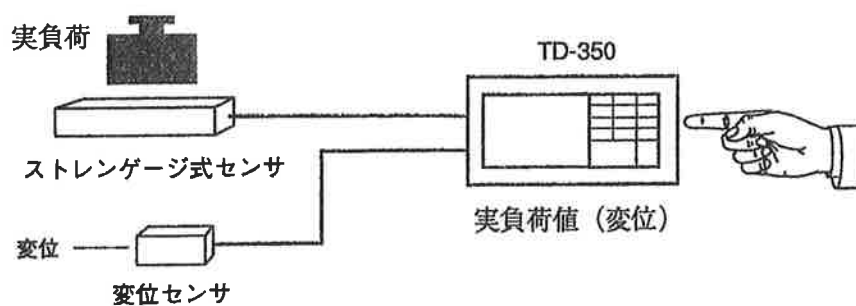 実負荷
TD-350
ストレンゲージ式センサ
実負荷値（変位）
変位
変位センサ